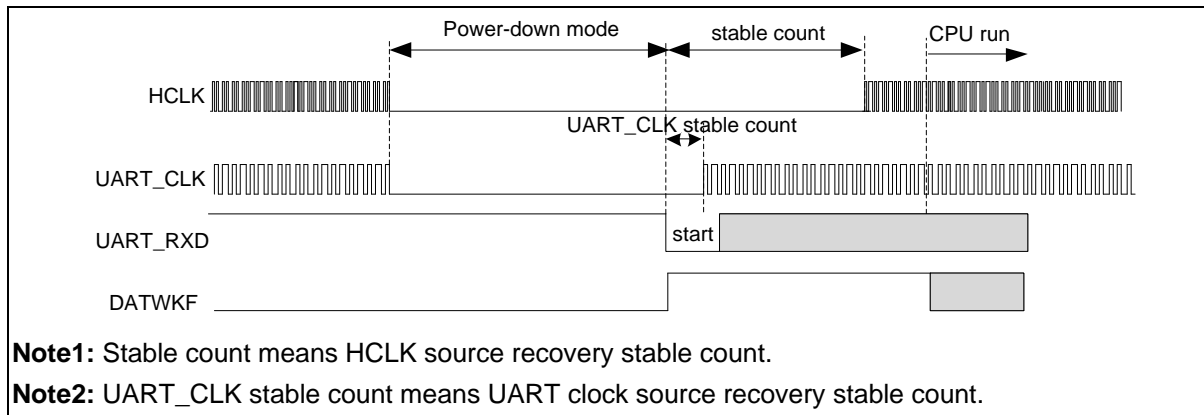 Power-down mode
stable count
CPU run
HCLK
UART_CLK stable count
UART_CLK
UART_RXD
start
DATWKF
Note1: Stable count means HCLK source recovery stable count.
Note2: UART_CLK stable count means UART clock source recovery stable count.